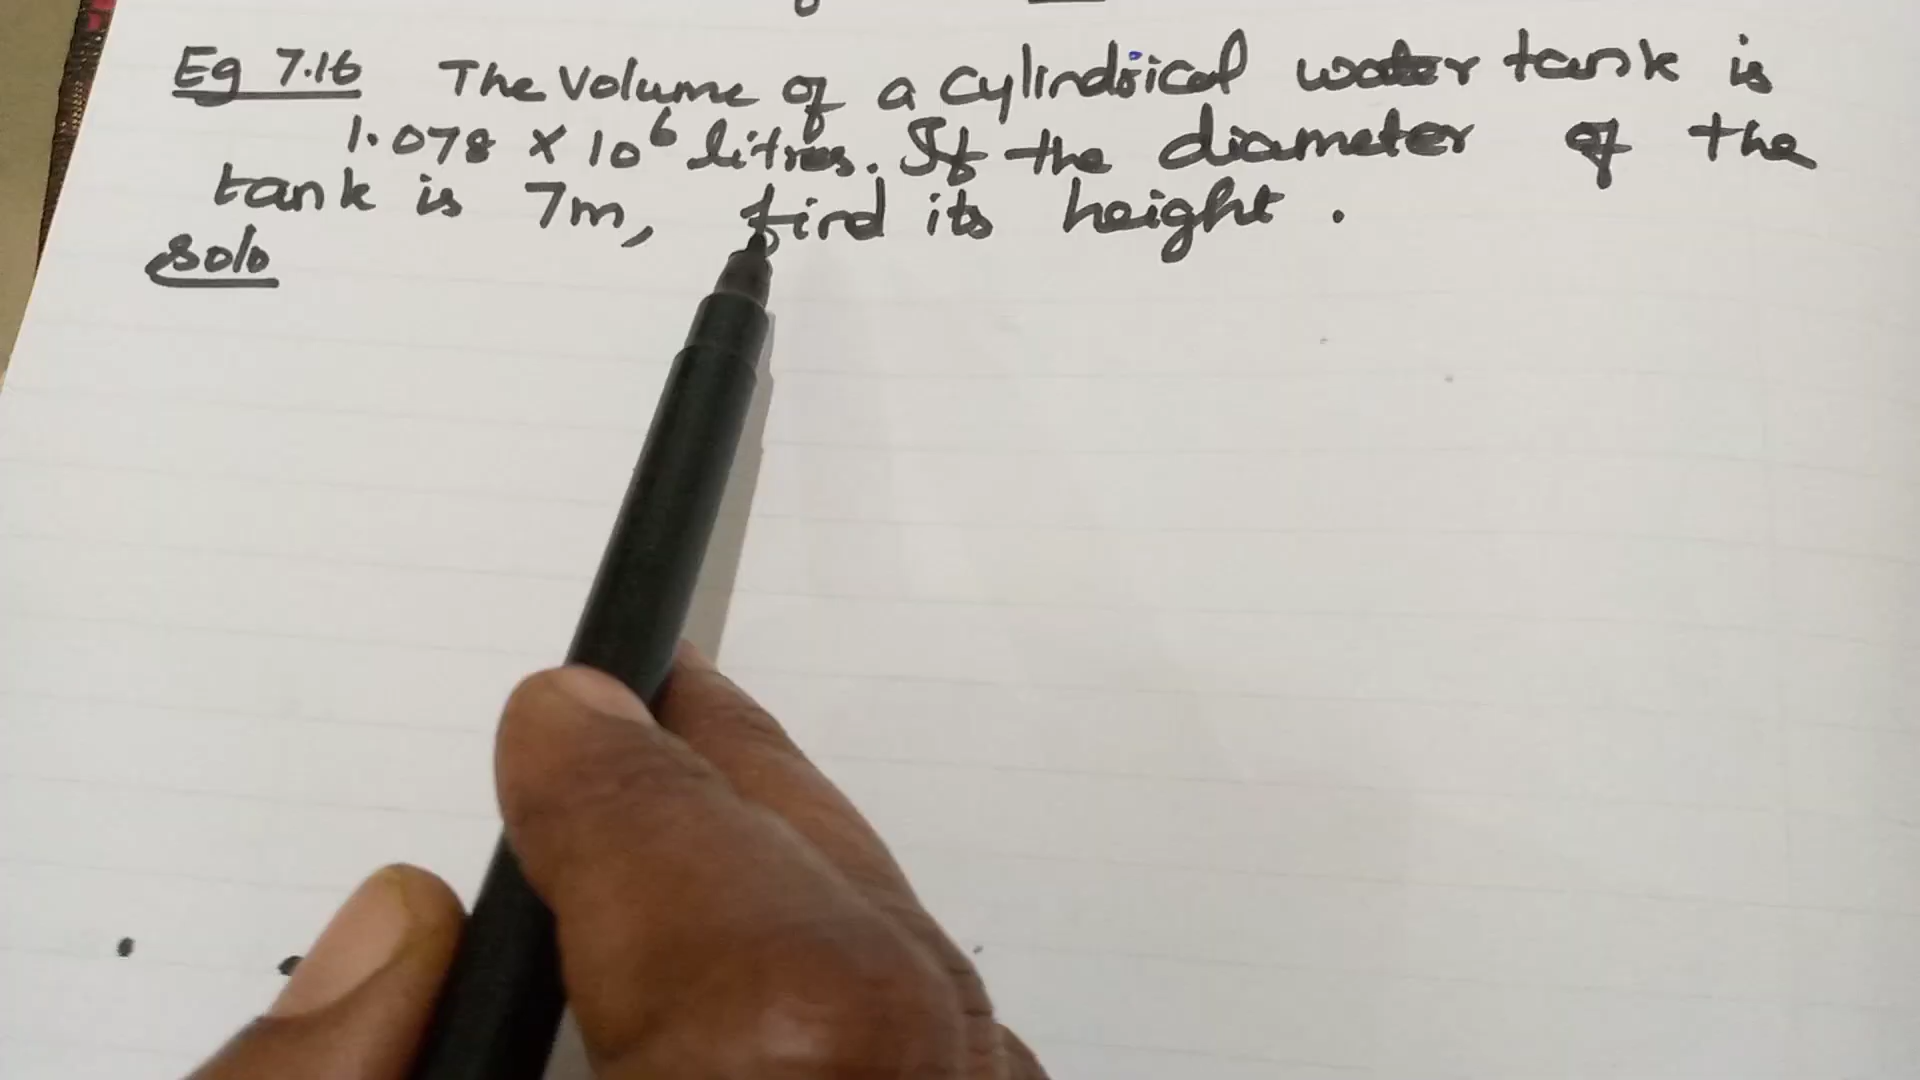 Eg 7.16 The Volume of a cylindrical water tank is
1.078 × 10⁶ litres. If the diameter of the
tank is 7m, find its height.
Soln